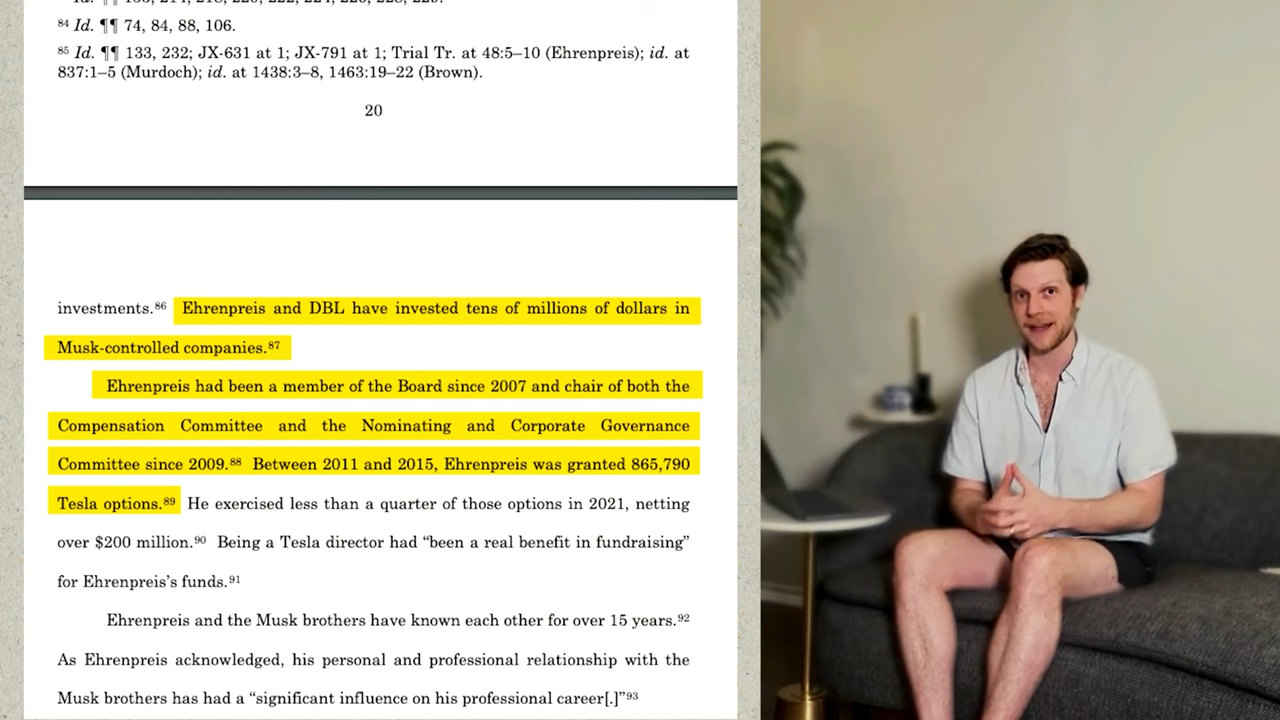 84 Id. ¶¶ 74, 84, 88, 106.
85 Id. ¶¶ 133, 232; JX-631 at 1; JX-791 at 1; Trial Tr. at 48:5–10 (Ehrenpreis); id. at
837:1–5 (Murdoch); id. at 1438:3–8, 1463:19–22 (Brown).
20
investments.86 Ehrenpreis and DBL have invested tens of millions of dollars in
Musk-controlled companies.87
Ehrenpreis had been a member of the Board since 2007 and chair of both the
Compensation Committee and the Nominating and Corporate Governance
Committee since 2009.88 Between 2011 and 2015, Ehrenpreis was granted 865,790
Tesla options.89 He exercised less than a quarter of those options in 2021, netting
over $200 million.90 Being a Tesla director had “been a real benefit in fundraising”
for Ehrenpreis’s funds.91
Ehrenpreis and the Musk brothers have known each other for over 15 years.92
As Ehrenpreis acknowledged, his personal and professional relationship with the
Musk brothers has had a “significant influence on his professional career[.]”93